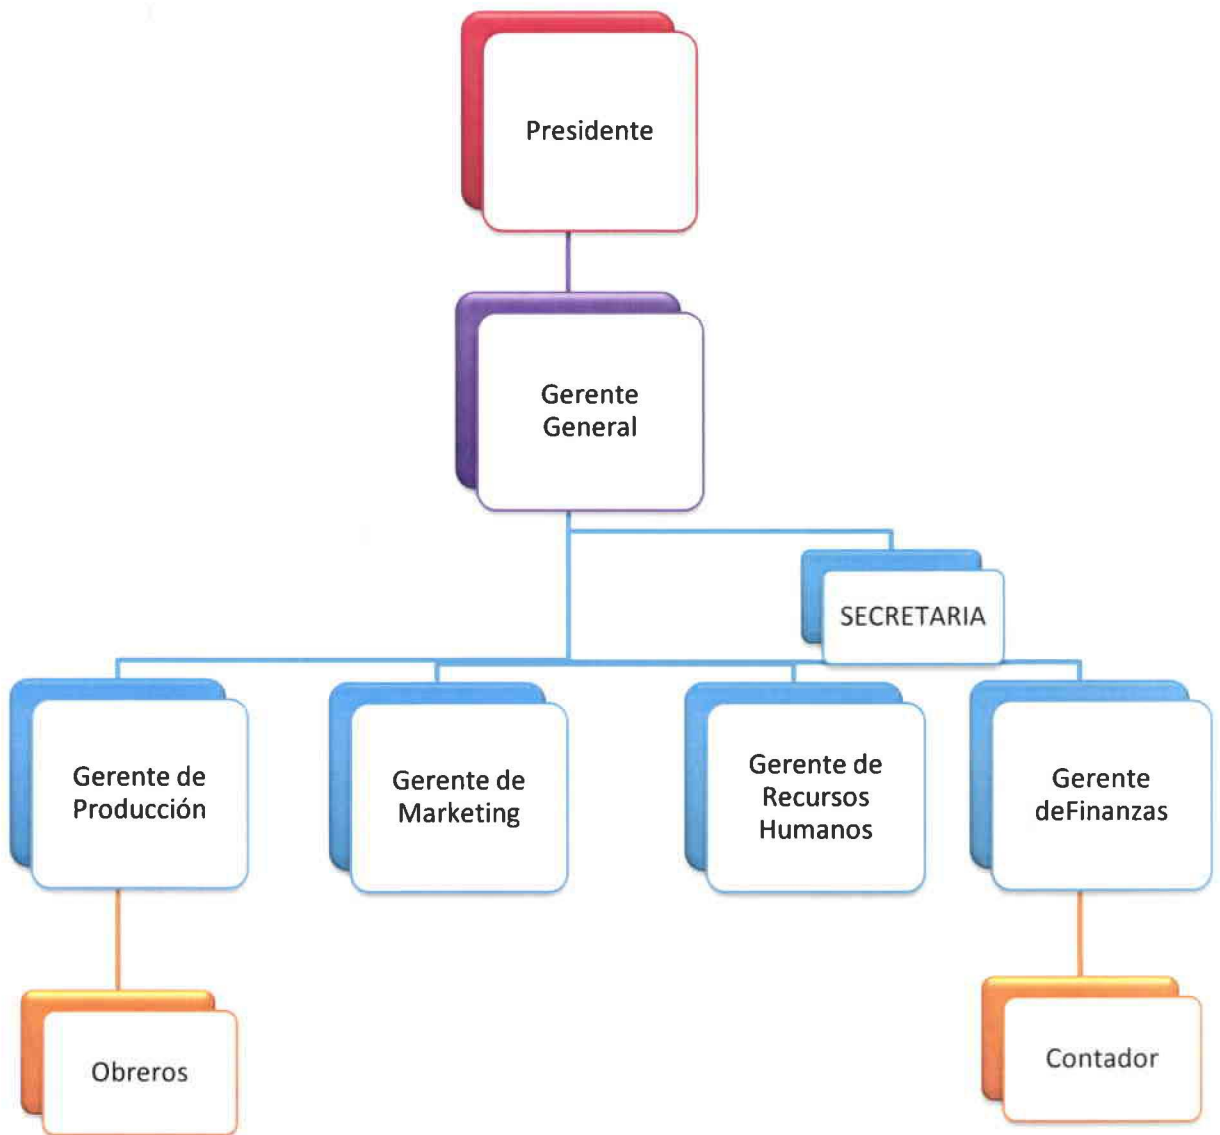 Presidente
Gerente
General
SECRETARIA
Gerente de
Producción
Gerente de
Marketing
Gerente de
Recursos
Humanos
Gerente
deFinanzas
Obreros
Contador